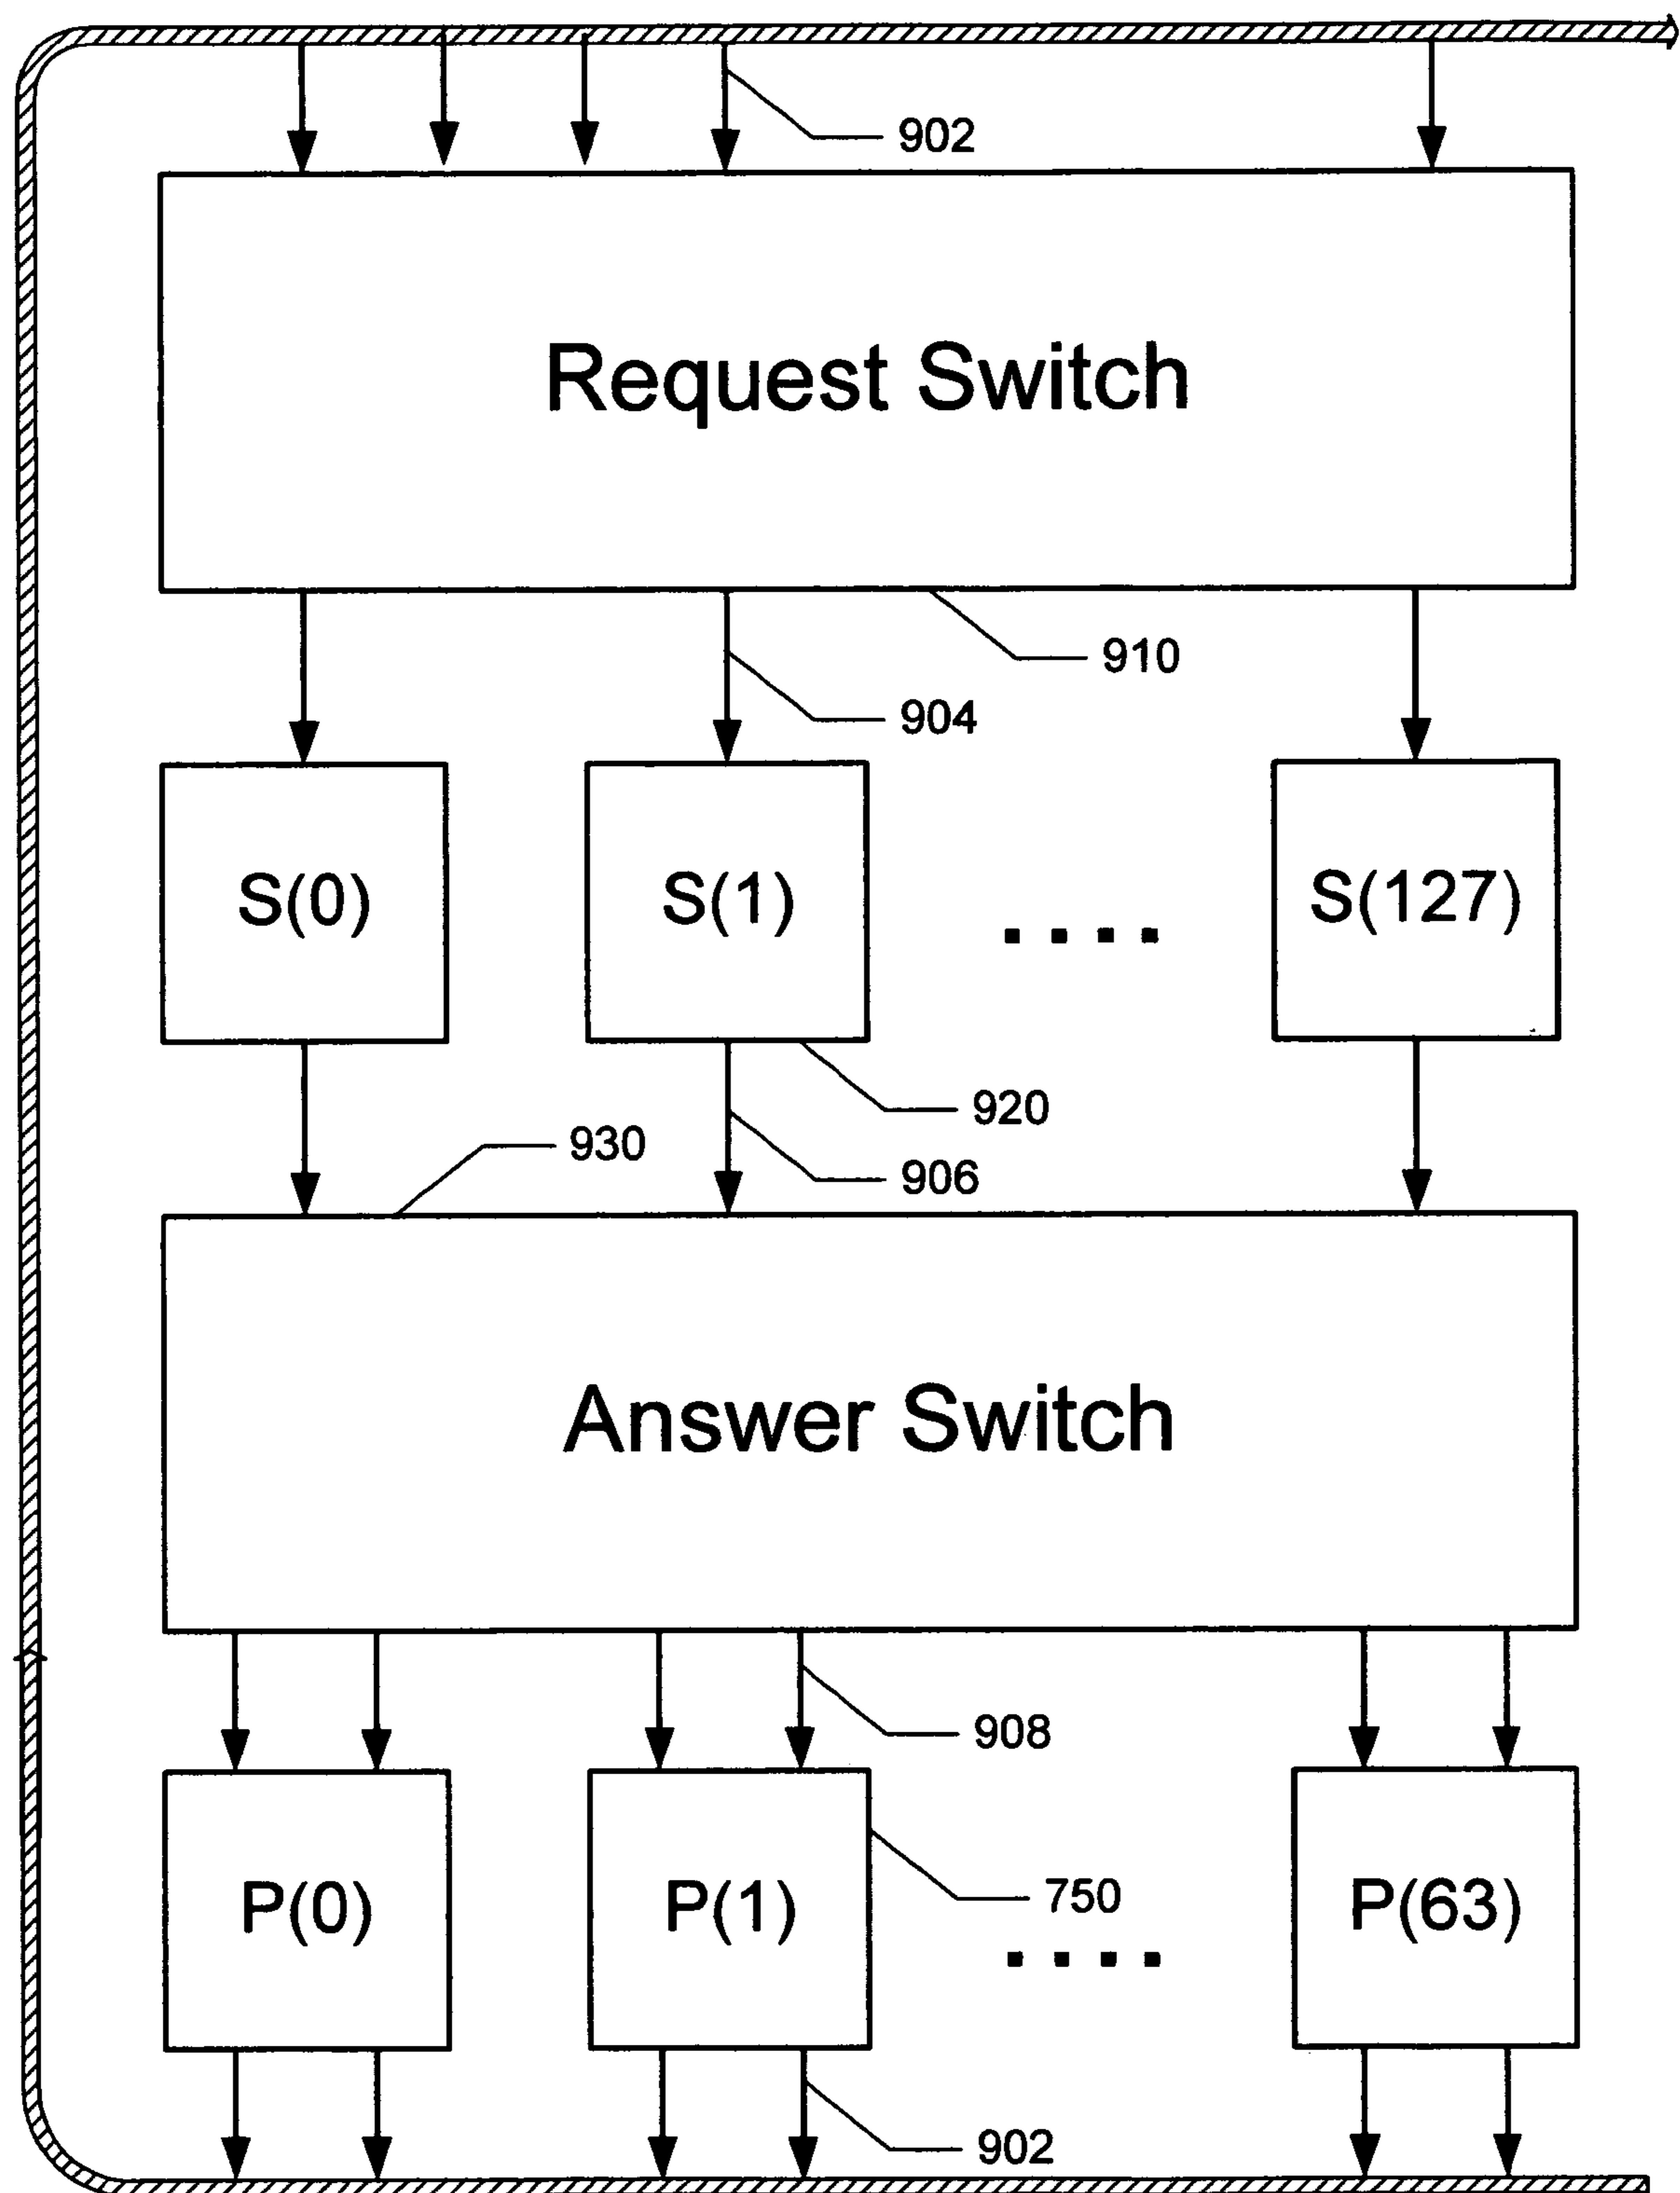 902
Request Switch
910
904
S(0)
S(1)
....
S(127)
920
930
906
Answer Switch
908
P(0)
P(1)
750
....
P(63)
902